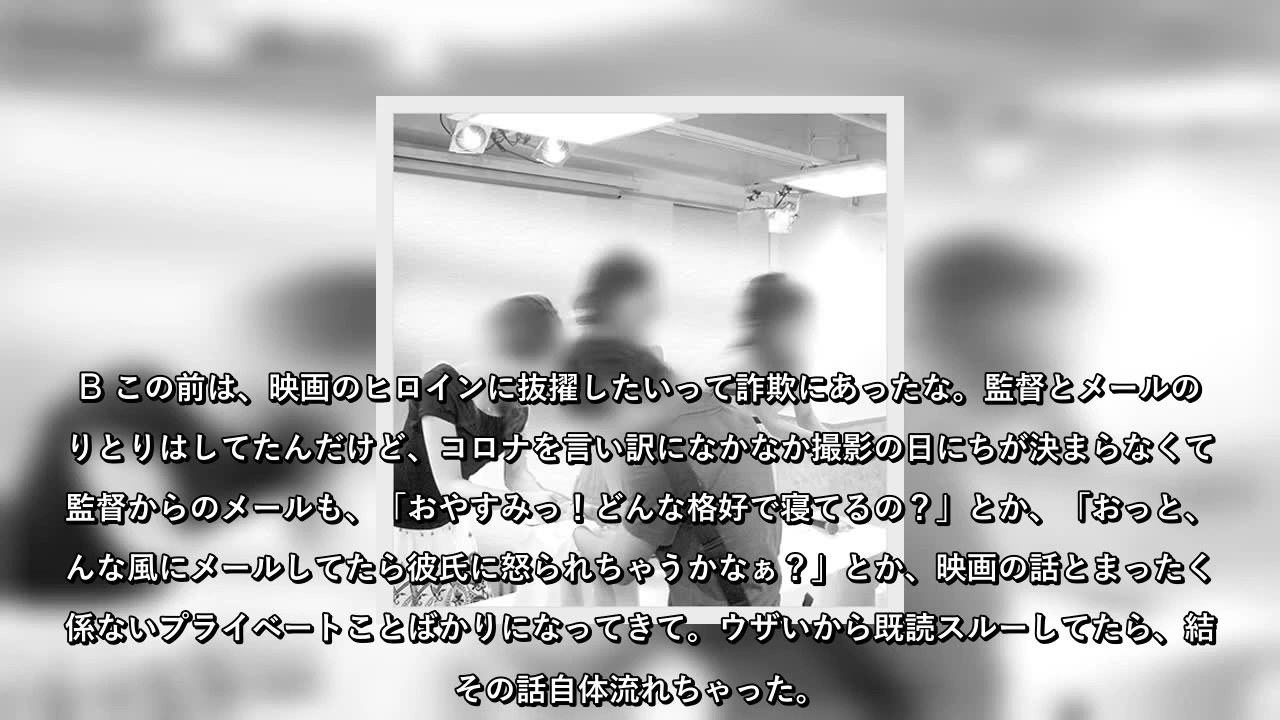 B この前は、映画のヒロインに抜擢したいって詐欺にあったな。監督とメールの
りとりはしてたんだけど、コロナを言い訳になかなか撮影の日にちが決まらなくて
監督からのメールも、「おやすみっ！どんな格好で寝てるの？」とか、「おっと、
んな風にメールしてたら彼氏に怒られちゃうかなぁ？」とか、映画の話とまったく
係ないプライベートことばかりになってきて。ウザいから既読スルーしてたら、結
その話自体流れちゃった。